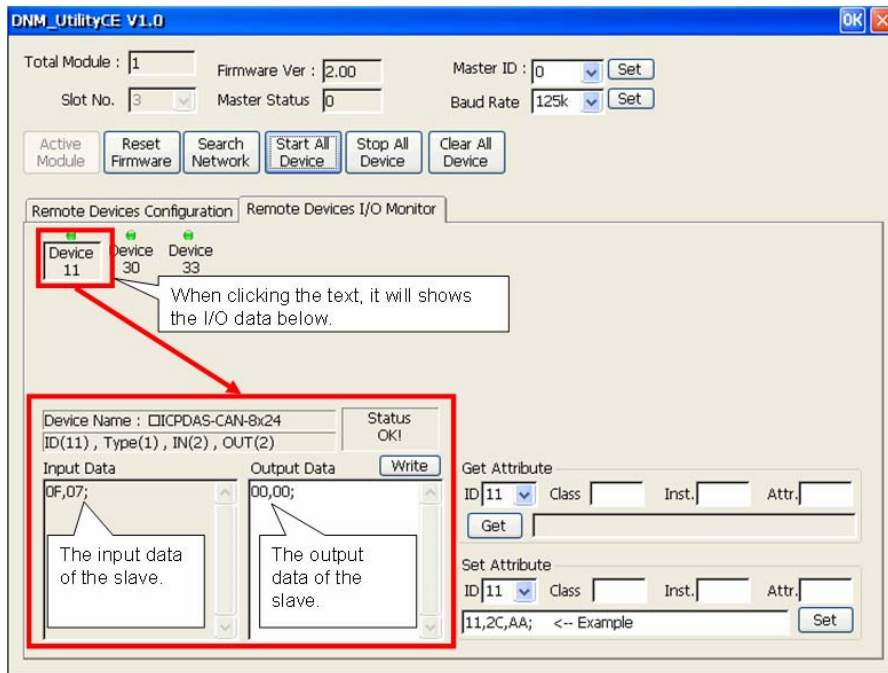 DNM_UtilityCE V1.0 OK
Total Module : 1 Firmware Ver : 2.00 Master ID : 0 Set
Slot No. 3 Master Status 0 Baud Rate 125k Set
Active Module
Reset Firmware
Search Network
Start All Device
Stop All Device
Clear All Device
Remote Devices Configuration Remote Devices I/O Monitor
Device 11
Device 30
Device 33
When clicking the text, it will shows
the I/O data below.
Device Name : □ICPDAS-CAN-8x24
ID(11) , Type(1) , IN(2) , OUT(2)
Status
OK!
Input Data Output Data Write
0F,07; 00,00;
The input data
of the slave.
The output
data of the
slave.
Get Attribute
ID 11 Class Inst. Attr.
Get
Set Attribute
ID 11 Class Inst. Attr.
11,2C,AA; <-- Example Set